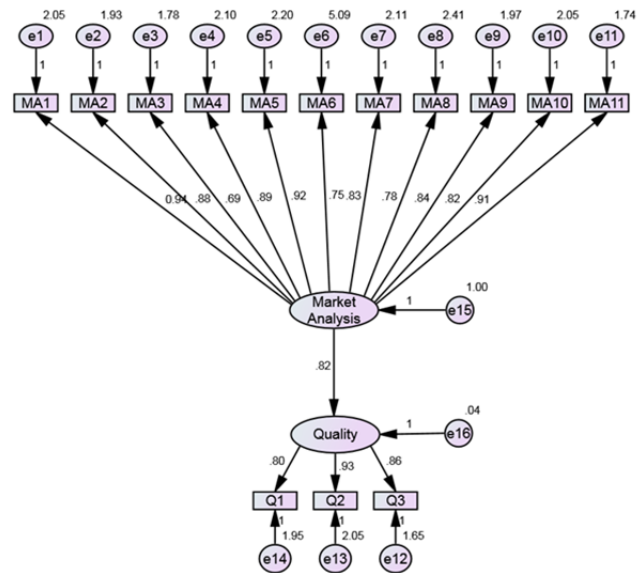 2.05 1.93 1.78 2.10 2.20 5.09 2.11 2.41 1.97 2.05 1.74
e1 e2 e3 e4 e5 e6 e7 e8 e9 e10 e11
1 1 1 1 1 1 1 1 1 1 1
MA1 MA2 MA3 MA4 MA5 MA6 MA7 MA8 MA9 MA10 MA11
0.94 .88 .69 .89 .92 .75 .83 .78 .84 .82 .91
1.00
Market
Analysis
1
e15
.82
.04
Quality
1
e16
.80 .93 .86
Q1 Q2 Q3
1 1 1
1.95 2.05 1.65
e14 e13 e12